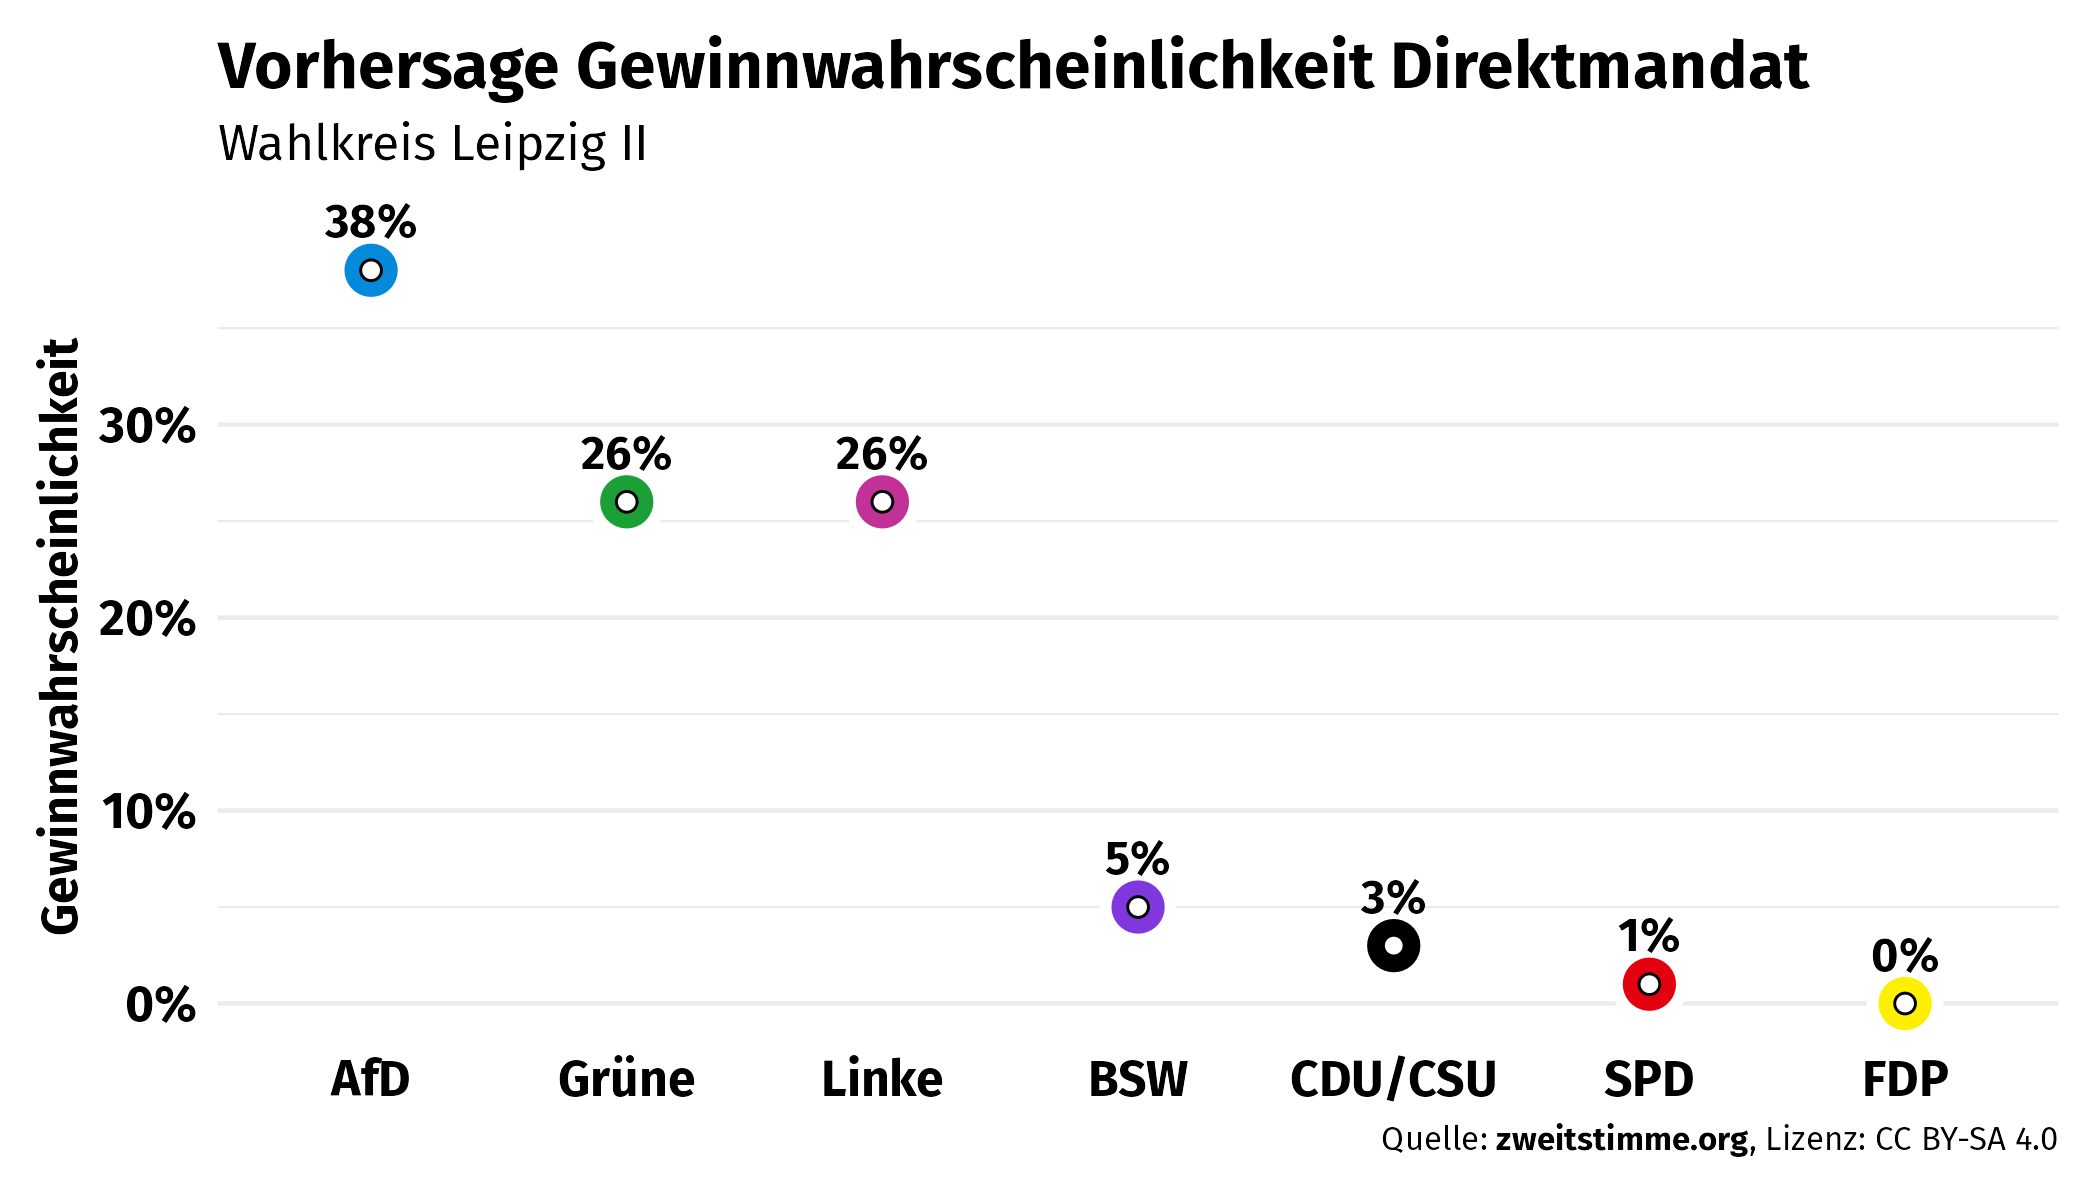 Vorhersage Gewinnwahrscheinlichkeit Direktmandat
Wahlkreis Leipzig II
Gewinnwahrscheinlichkeit
38%
30%
26% 26%
20%
10%
5%
3%
1%
0%
0%
AfD Grüne Linke BSW CDU/CSU SPD FDP
Quelle: zweitstimme.org, Lizenz: CC BY-SA 4.0